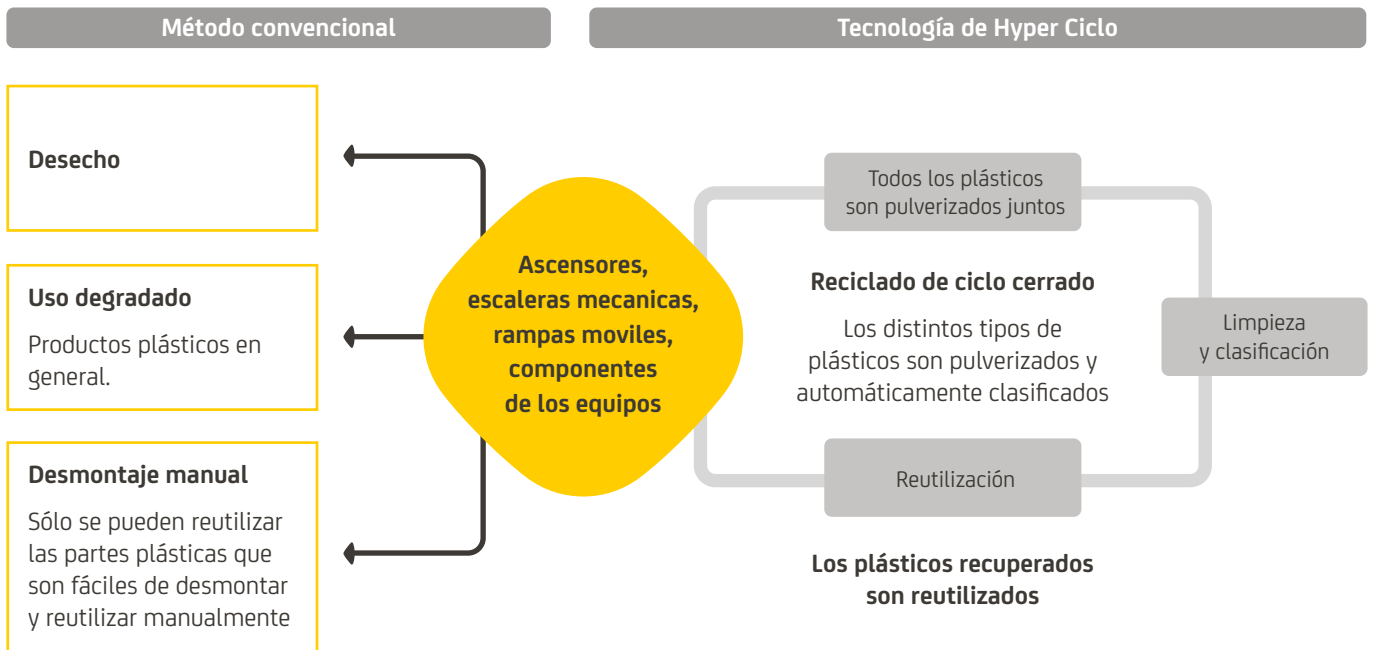 Método convencional
Tecnología de Hyper Ciclo
Desecho
Uso degradado
Productos plásticos en
general.
Desmontaje manual
Sólo se pueden reutilizar
las partes plásticas que
son fáciles de desmontar
y reutilizar manualmente
Ascensores,
escaleras mecanicas,
rampas moviles,
componentes
de los equipos
Todos los plásticos
son pulverizados juntos
Reciclado de ciclo cerrado
Los distintos tipos de
plásticos son pulverizados y
automáticamente clasificados
Limpieza
y clasificación
Reutilización
Los plásticos recuperados
son reutilizados